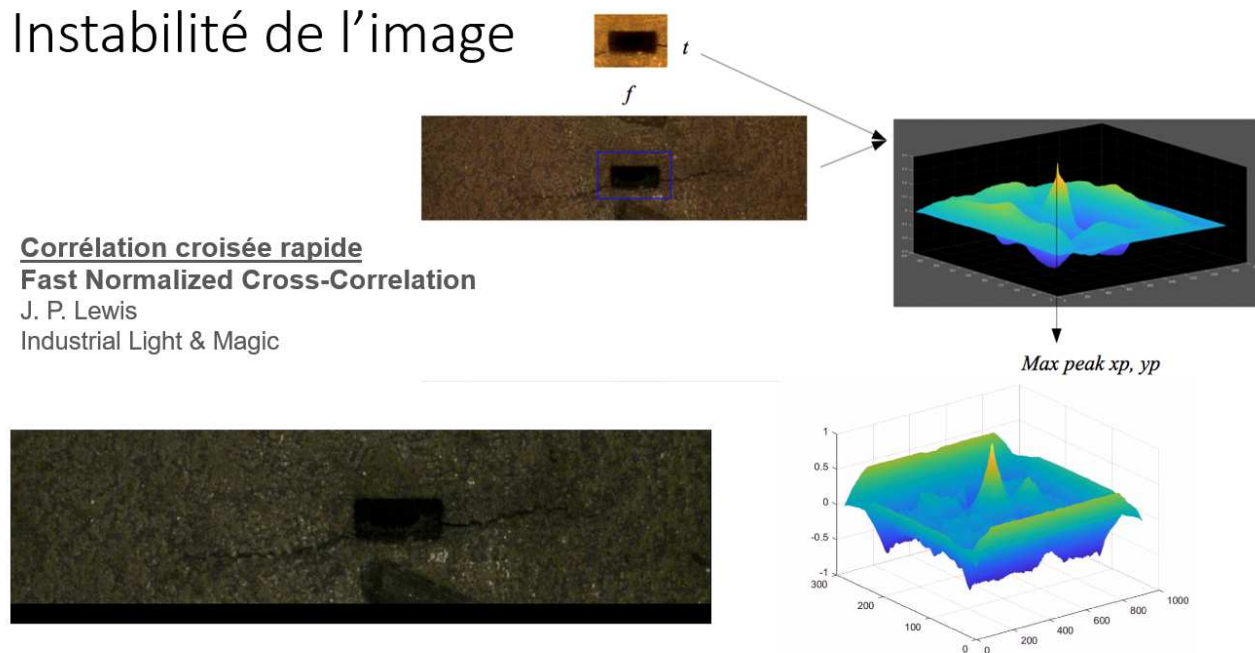 Instabilité de l'image
t
f
Corrélation croisée rapide
Fast Normalized Cross-Correlation
J. P. Lewis
Industrial Light & Magic
Max peak xp, yp
1
0.5
0
-0.5
-1
300
200
100
0
0
200
400
600
800
1000